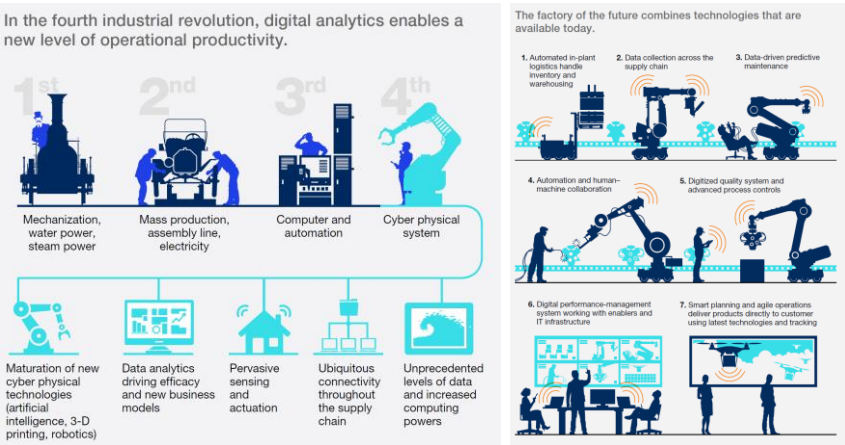 In the fourth industrial revolution, digital analytics enables a
new level of operational productivity.
1st
2nd
3rd
4th
Mechanization,
water power,
steam power
Mass production,
assembly line,
electricity
Computer and
automation
Cyber physical
system
Maturation of new
cyber physical
technologies
(artificial
intelligence, 3-D
printing, robotics)
Data analytics
driving efficacy
and new business
models
Pervasive
sensing
and
actuation
Ubiquitous
connectivity
throughout
the supply
chain
Unprecedented
levels of data
and increased
computing
powers
The factory of the future combines technologies that are
available today.
1. Automated in-plant
logistics handle
inventory and
warehousing
2. Data collection across the
supply chain
3. Data-driven predictive
maintenance
4. Automation and human–
machine collaboration
5. Digitized quality system and
advanced process controls
6. Digital performance-management
system working with enablers and
IT infrastructure
7. Smart planning and agile operations
deliver products directly to customer
using latest technologies and tracking